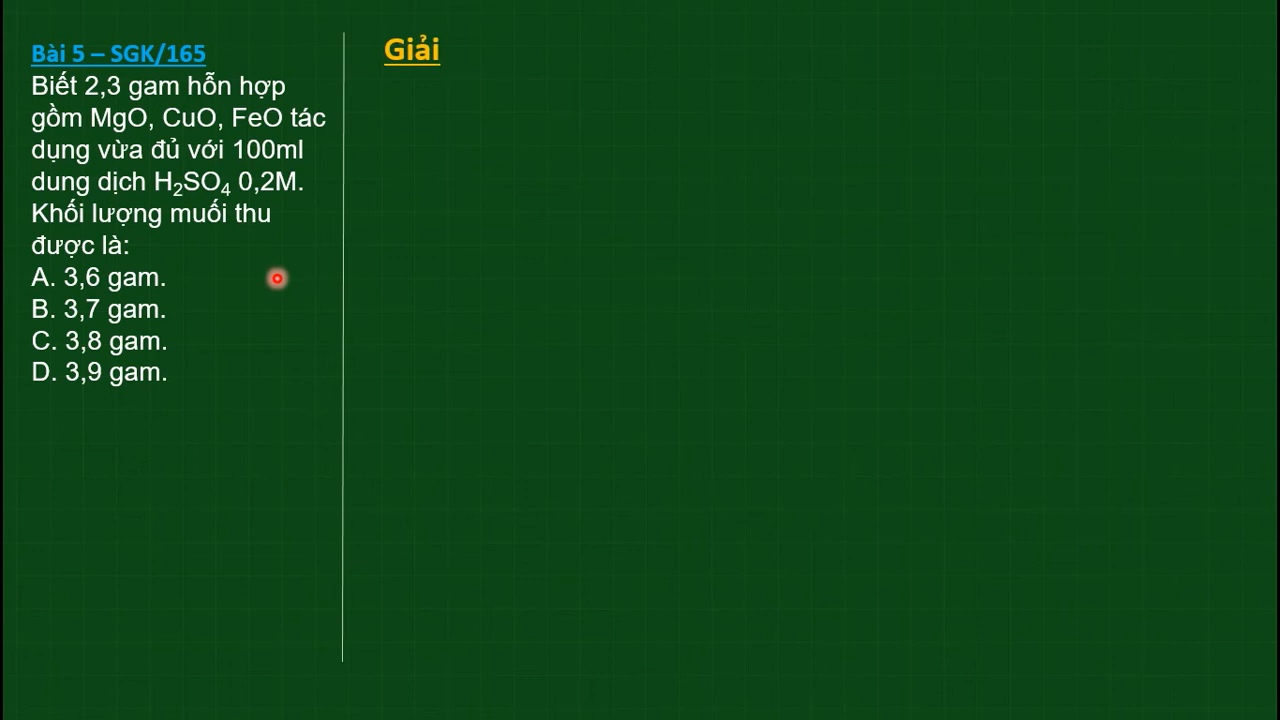 Bài 5 – SGK/165
Biết 2,3 gam hỗn hợp
gồm MgO, CuO, FeO tác
dụng vừa đủ với 100ml
dung dịch H₂SO₄ 0,2M.
Khối lượng muối thu
được là:
A. 3,6 gam.
B. 3,7 gam.
C. 3,8 gam.
D. 3,9 gam.
Giải